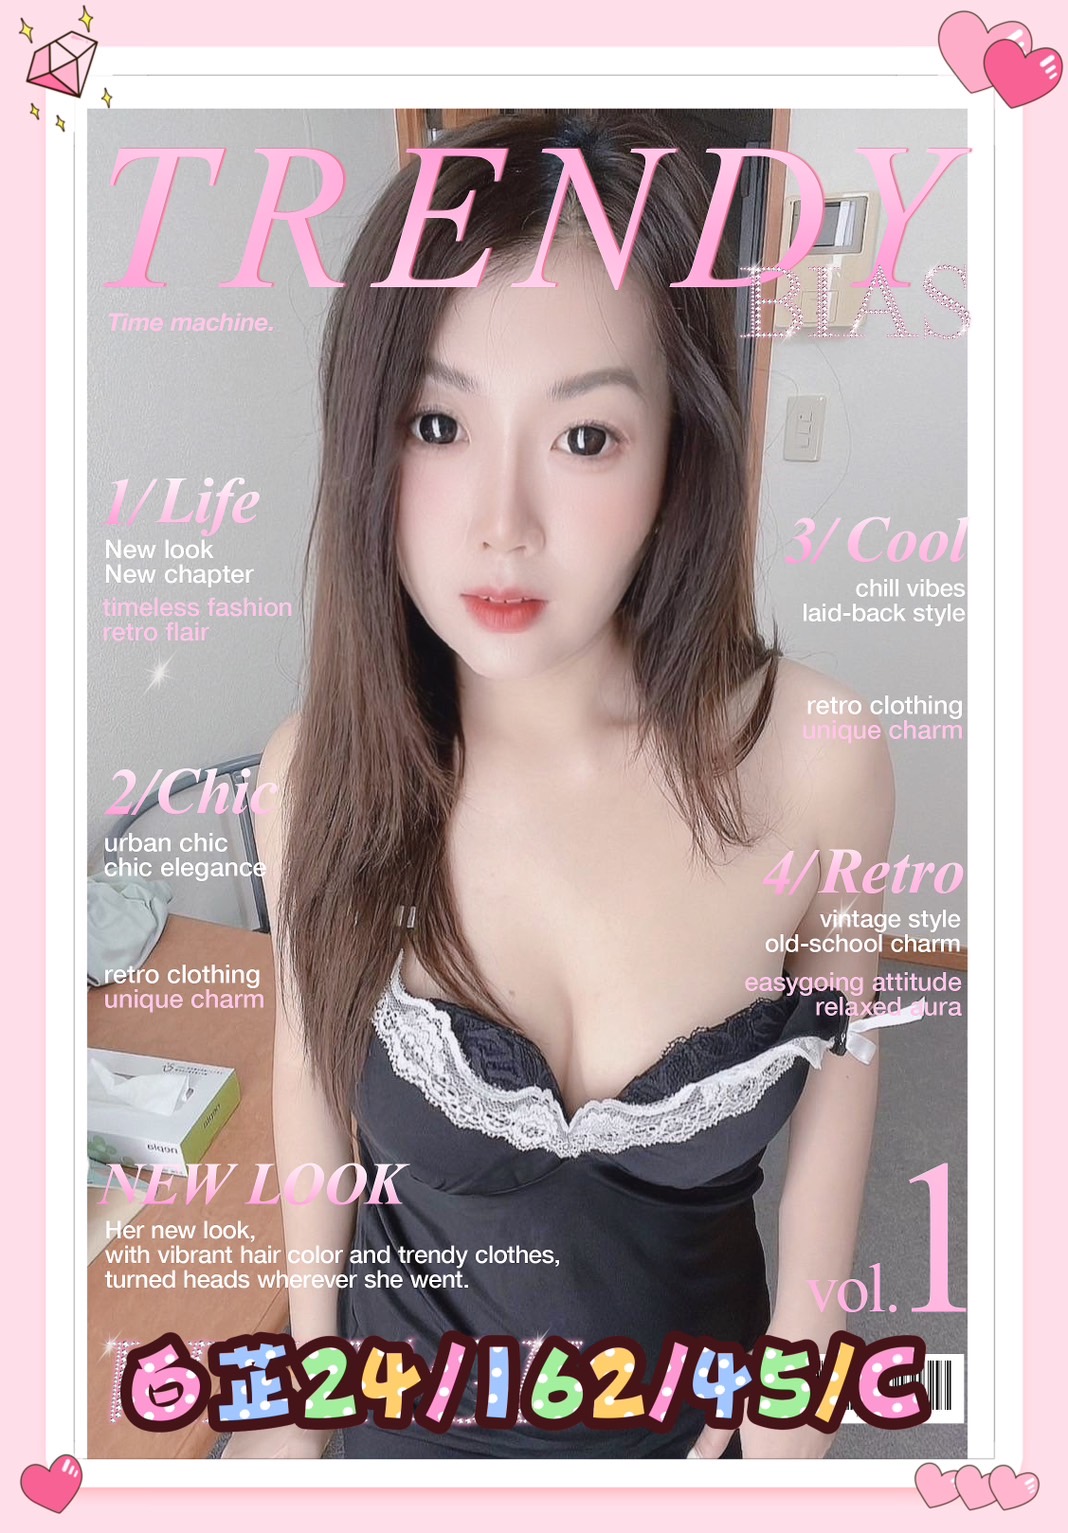 TRENDY
BIAS
Time machine.
1/Life
New look
New chapter
timeless fashion
retro flair
3/Cool
chill vibes
laid-back style
retro clothing
unique charm
2/Chic
urban chic
chic elegance
retro clothing
unique charm
4/Retro
vintage style
old-school charm
easygoing attitude
relaxed aura
NEW LOOK
Her new look,
with vibrant hair color and trendy clothes,
turned heads wherever she went.
vol.1
白芷24/162/45/C